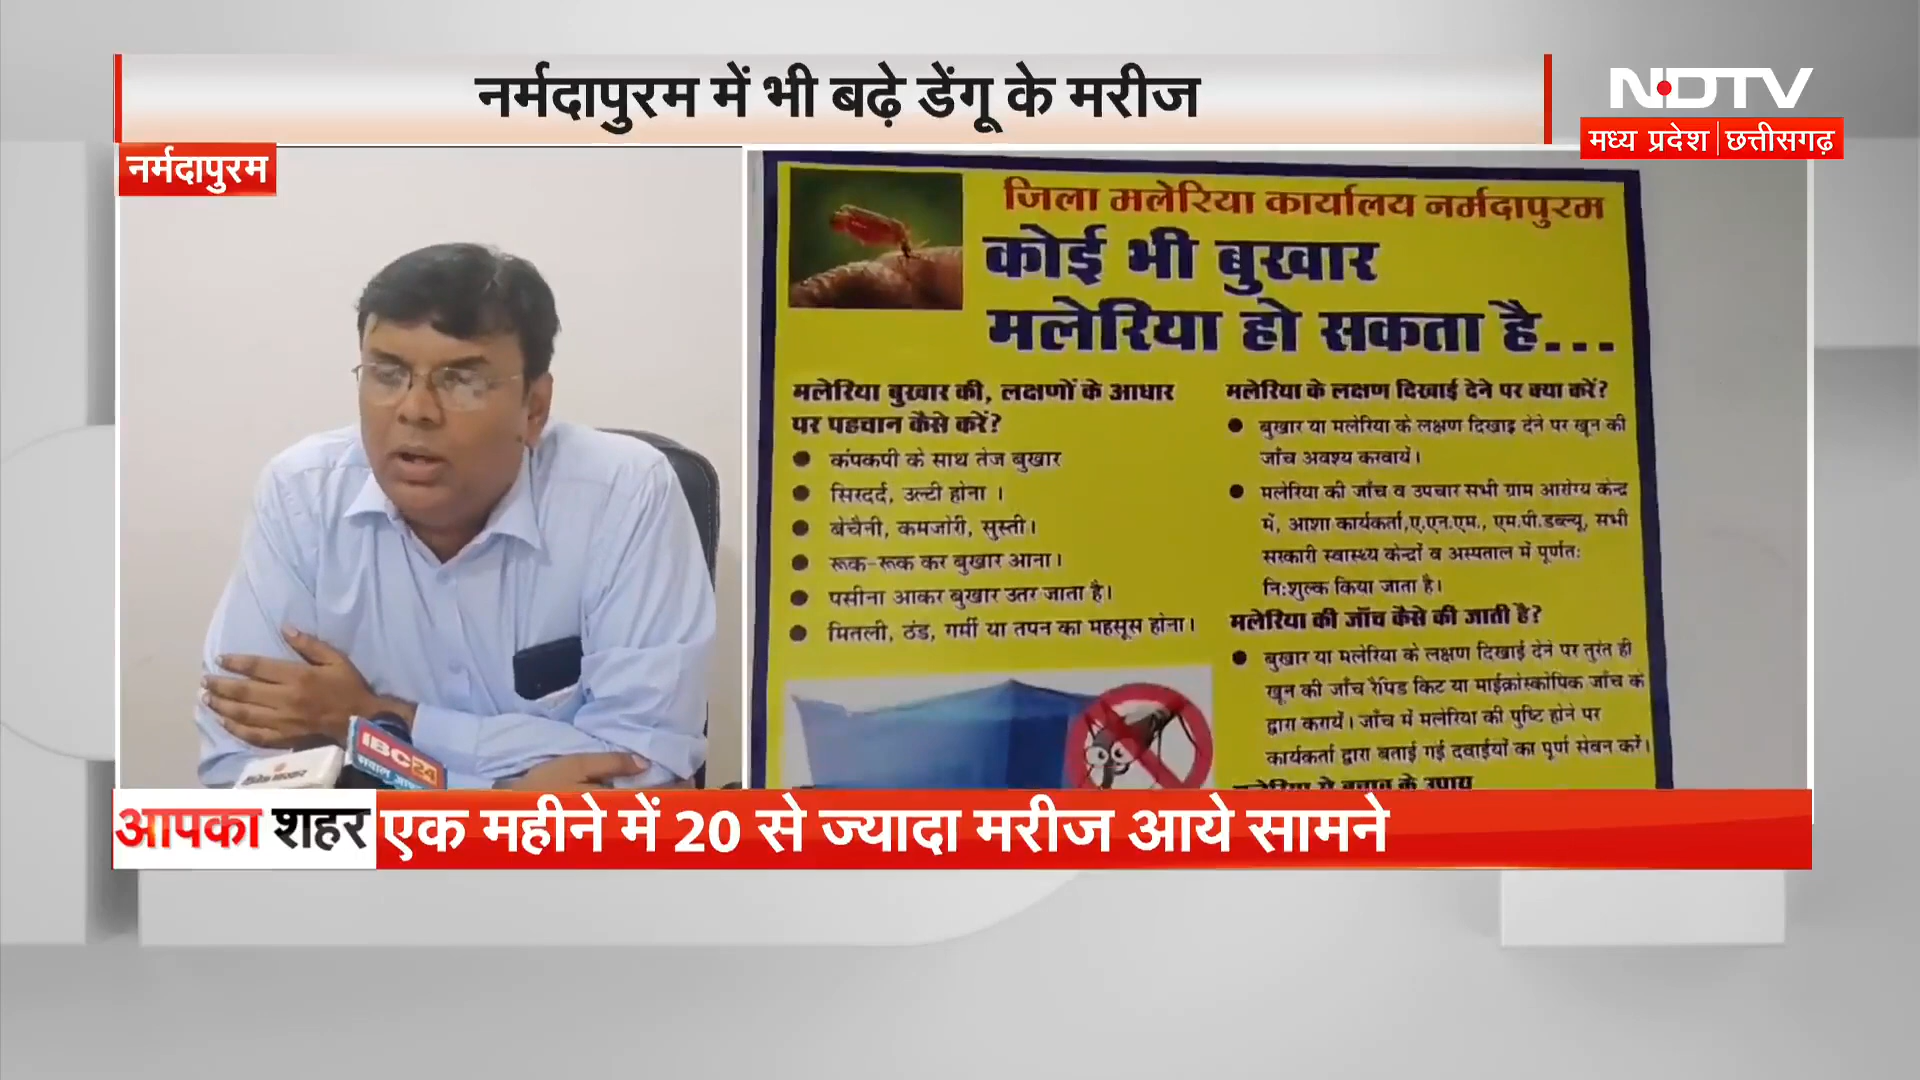 नर्मदापुरम में भी बढ़े डेंगू के मरीज
NDTV
मध्य प्रदेश|छत्तीसगढ़
नर्मदापुरम
जिला मलेरिया कार्यालय नर्मदापुरम
कोई भी बुखार
मलेरिया हो सकता है...
मलेरिया बुखार की, लक्षणों के आधार
पर पहचान कैसे करें?
कंपकपी के साथ तेज बुखार
सिरदर्द, उल्टी होना ।
बेचैनी, कमजोरी, सुस्ती।
रूक-रूक कर बुखार आना।
पसीना आकर बुखार उतर जाता है।
मितली, ठंड, गर्मी या तपन का महसूस होना।
मलेरिया के लक्षण दिखाई देने पर क्या करें?
बुखार या मलेरिया के लक्षण दिखाई देने पर खून की
जाँच अवश्य करवायें।
मलेरिया की जाँच व उपचार सभी ग्राम आरोग्य केन्द्र
में, आशा कार्यकर्ता,ए.एन.एम., एम.पी.डब्ल्यू, सभी
सरकारी स्वास्थ्य केन्द्रों व अस्पताल में पूर्णतः
निःशुल्क किया जाता है।
मलेरिया की जॉच कैसे की जाती है?
बुखार या मलेरिया के लक्षण दिखाई देने पर तुरंत ही
खून की जाँच रैपिड किट या माईक्रोस्कोपिक जाँच के
द्वारा करायें। जाँच में मलेरिया की पुष्टि होने पर
कार्यकर्ता द्वारा बताई गई दवाईयों का पूर्ण सेवन करें।
मलेरिया से बचाव के उपाय
IBC24
आपका शहर एक महीने में 20 से ज्यादा मरीज आये सामने